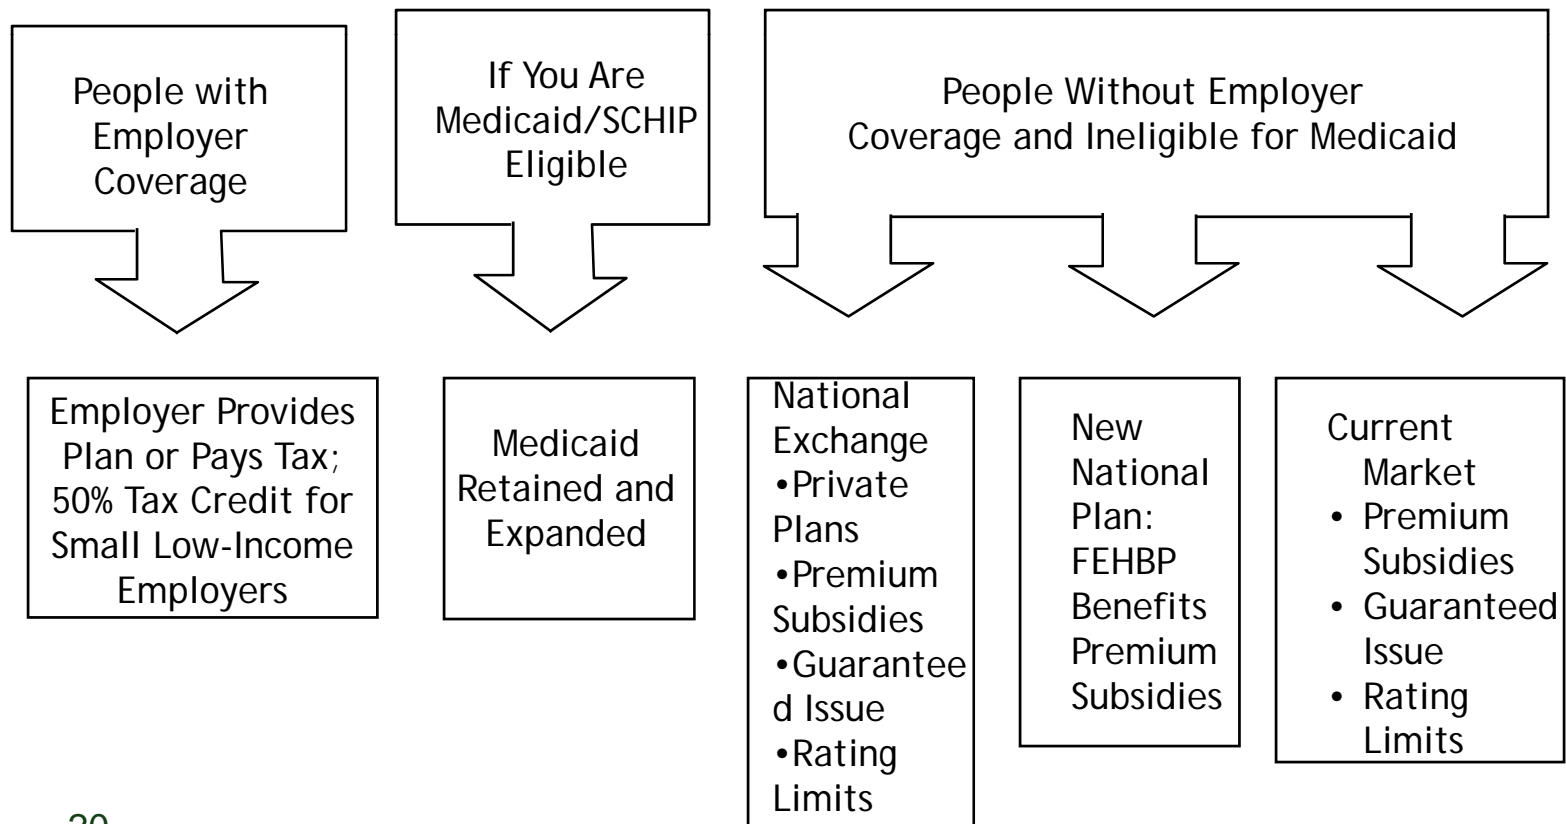 People with
Employer
Coverage
If You Are
Medicaid/SCHIP
Eligible
People Without Employer
Coverage and Ineligible for Medicaid
Employer Provides
Plan or Pays Tax;
50% Tax Credit for
Small Low-Income
Employers
Medicaid
Retained and
Expanded
National
Exchange
•Private
Plans
•Premium
Subsidies
•Guarantee
d Issue
•Rating
Limits
New
National
Plan:
FEHBP
Benefits
Premium
Subsidies
Current
Market
• Premium
Subsidies
• Guaranteed
Issue
• Rating
Limits